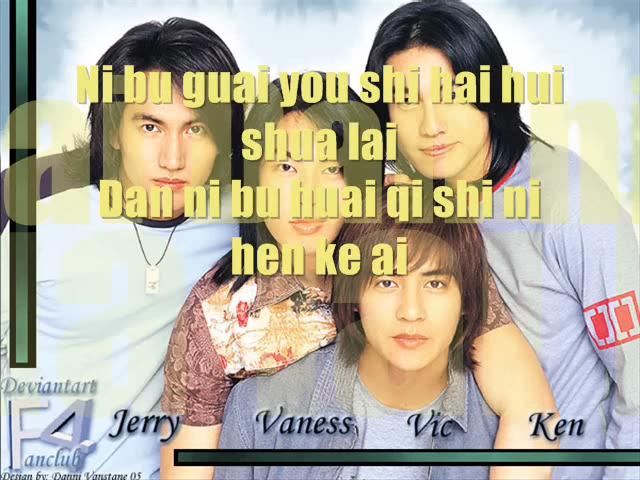 Ni bu guai you shi hai hui
shua lai
Dan ni bu huai qi shi ni
hen ke ai
Deviantart
F4
Jerry Vaness Vic Ken
Fanclub
Design by: Danni Vanstane 05